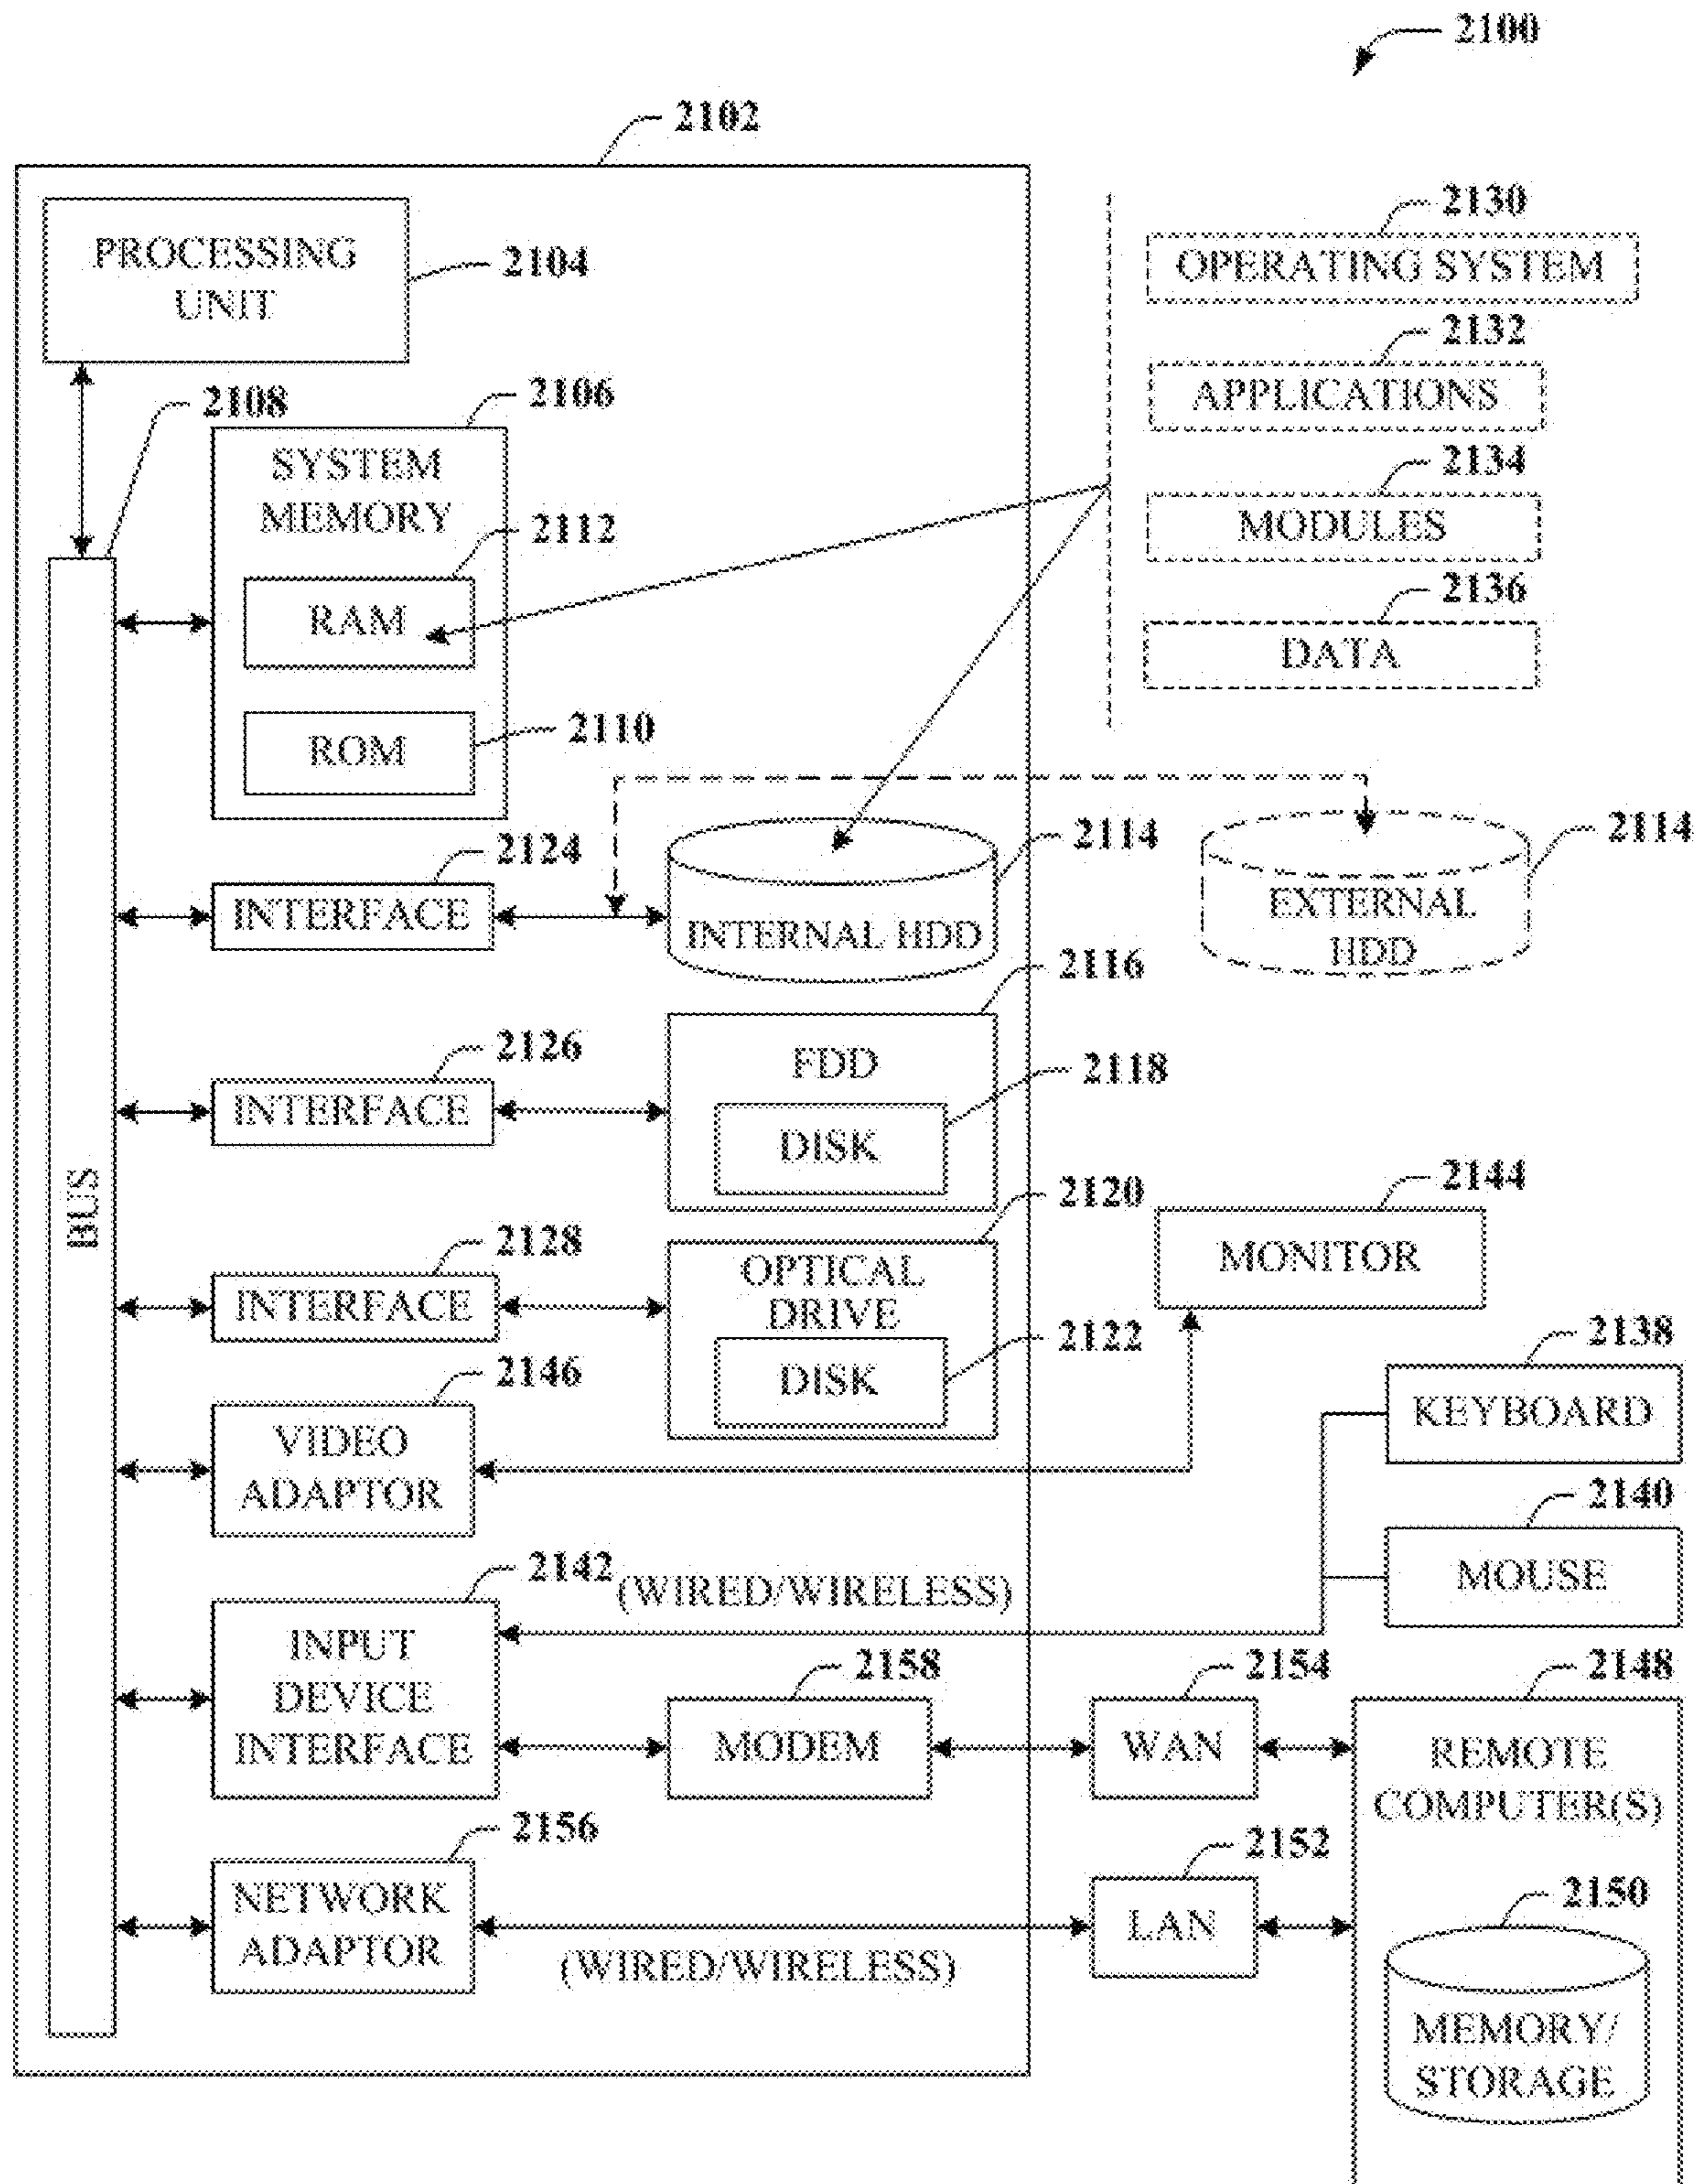 2100
2102
PROCESSING
UNIT
2104
2130
OPERATING SYSTEM
2132
APPLICATIONS
2134
MODULES
2136
DATA
2108
2106
SYSTEM
MEMORY
2112
RAM
2110
ROM
BUS
2124
INTERFACE
2114
INTERNAL HDD
2114
EXTERNAL
HDD
2126
INTERFACE
2116
FDD
2118
DISK
2128
INTERFACE
2120
OPTICAL
DRIVE
2122
DISK
2144
MONITOR
2146
VIDEO
ADAPTOR
2138
KEYBOARD
2140
MOUSE
2142
(WIRED/WIRELESS)
INPUT
DEVICE
INTERFACE
2158
MODEM
2154
WAN
2148
REMOTE
COMPUTER(S)
2156
NETWORK
ADAPTOR
(WIRED/WIRELESS)
2152
LAN
2150
MEMORY/
STORAGE